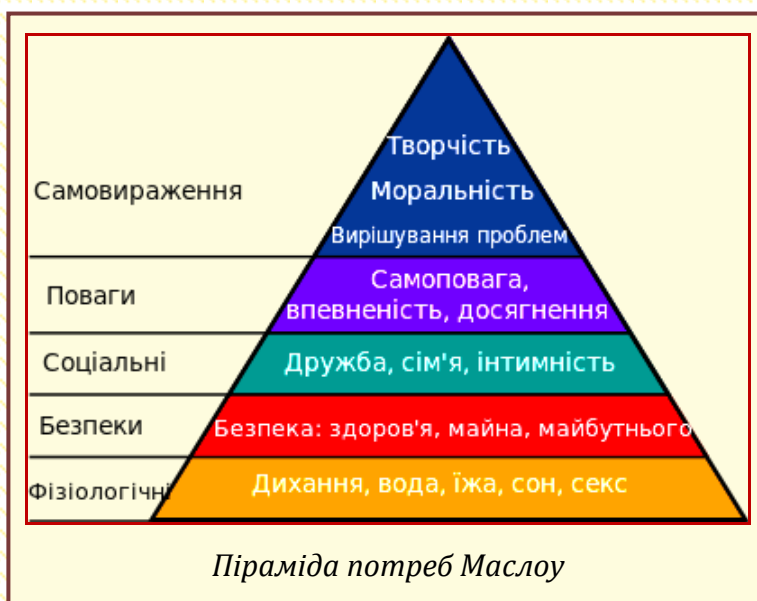 Творчість
Самовираження
Моральність
Вирішування проблем
Поваги
Самоповага,
впевненість, досягнення
Соціальні
Дружба, сім'я, інтимність
Безпеки
Безпека: здоров'я, майна, майбутнього
Фізіологічні
Дихання, вода, їжа, сон, секс
Піраміда потреб Маслоу